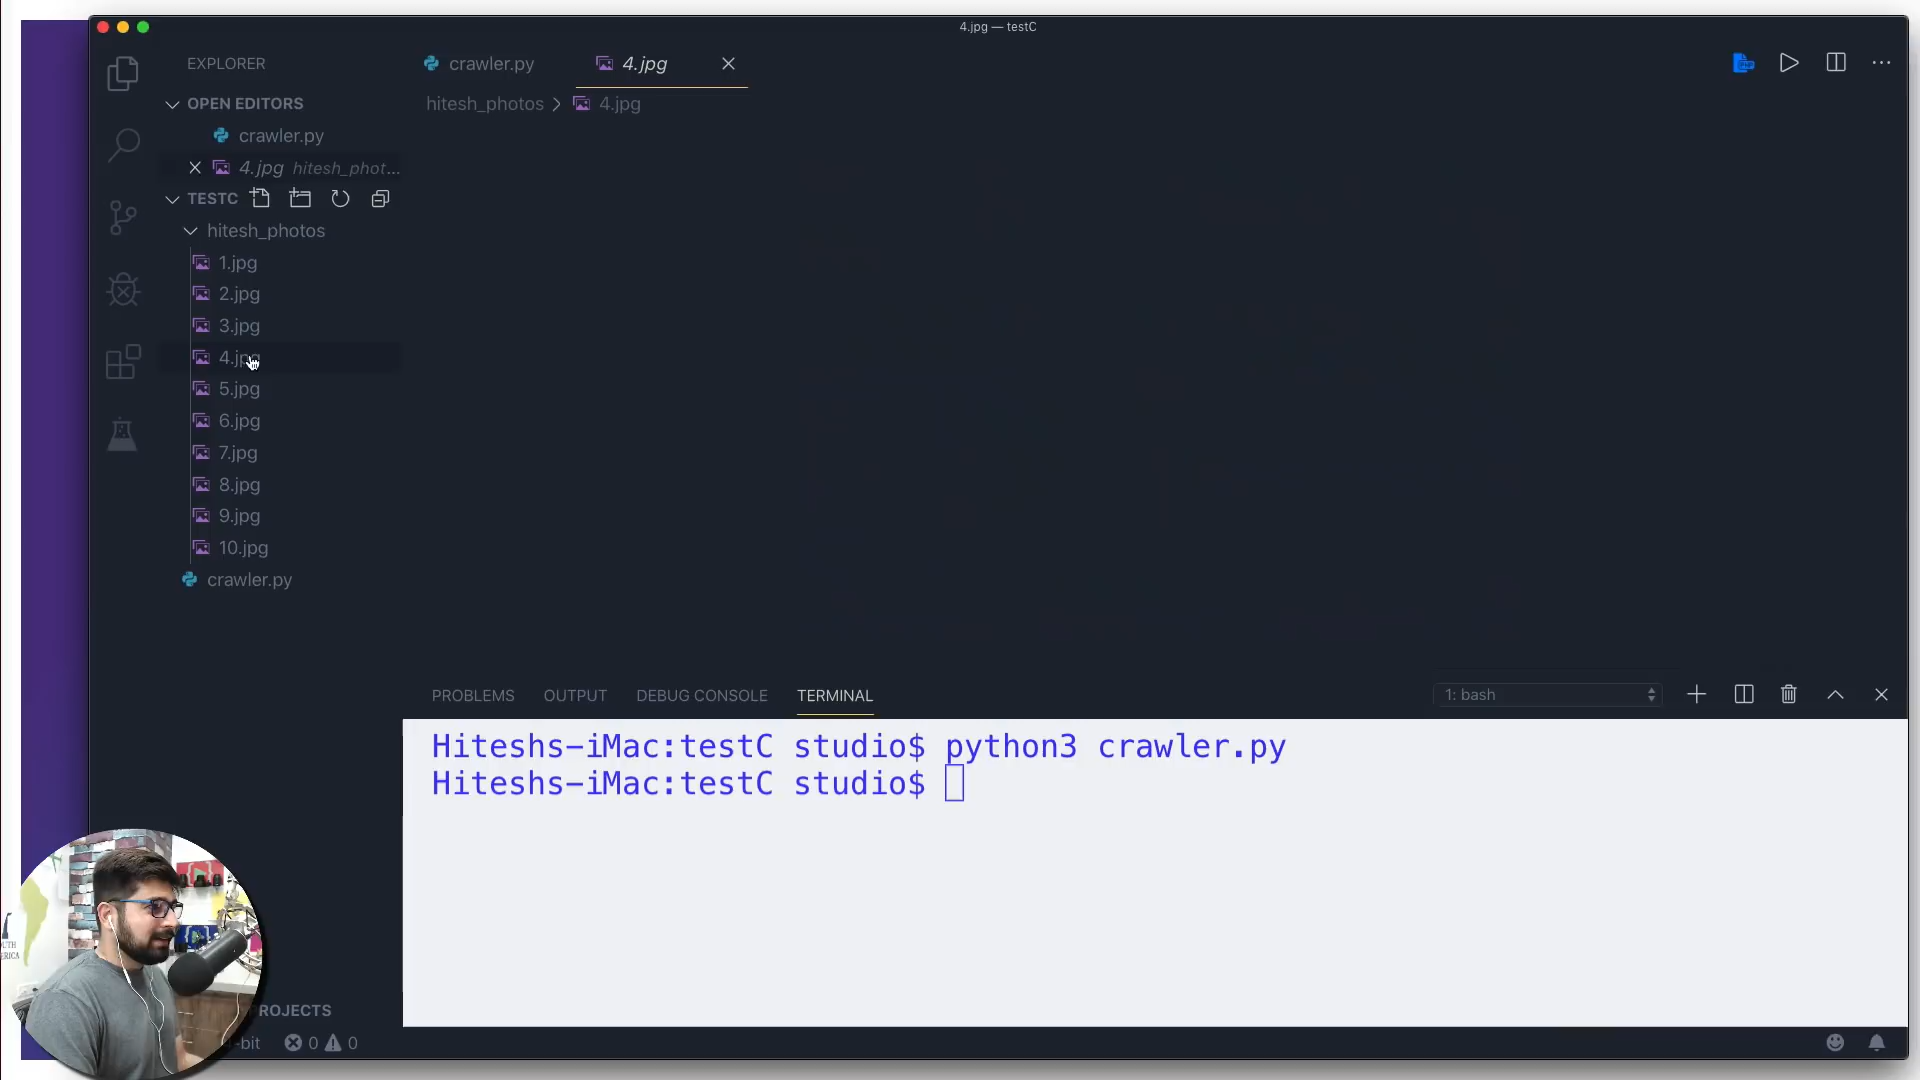 4.jpg — testC
EXPLORER
crawler.py
4.jpg
OPEN EDITORS
hitesh_photos
4.jpg
crawler.py
4.jpg hitesh_phot...
TESTC
hitesh_photos
1.jpg
2.jpg
3.jpg
4.jpg
5.jpg
6.jpg
7.jpg
8.jpg
9.jpg
10.jpg
crawler.py
PROBLEMS
OUTPUT
DEBUG CONSOLE
TERMINAL
1: bash
Hiteshs-iMac:testC studio$ python3 crawler.py
Hiteshs-iMac:testC studio$
ROJECTS
-bit
0
0